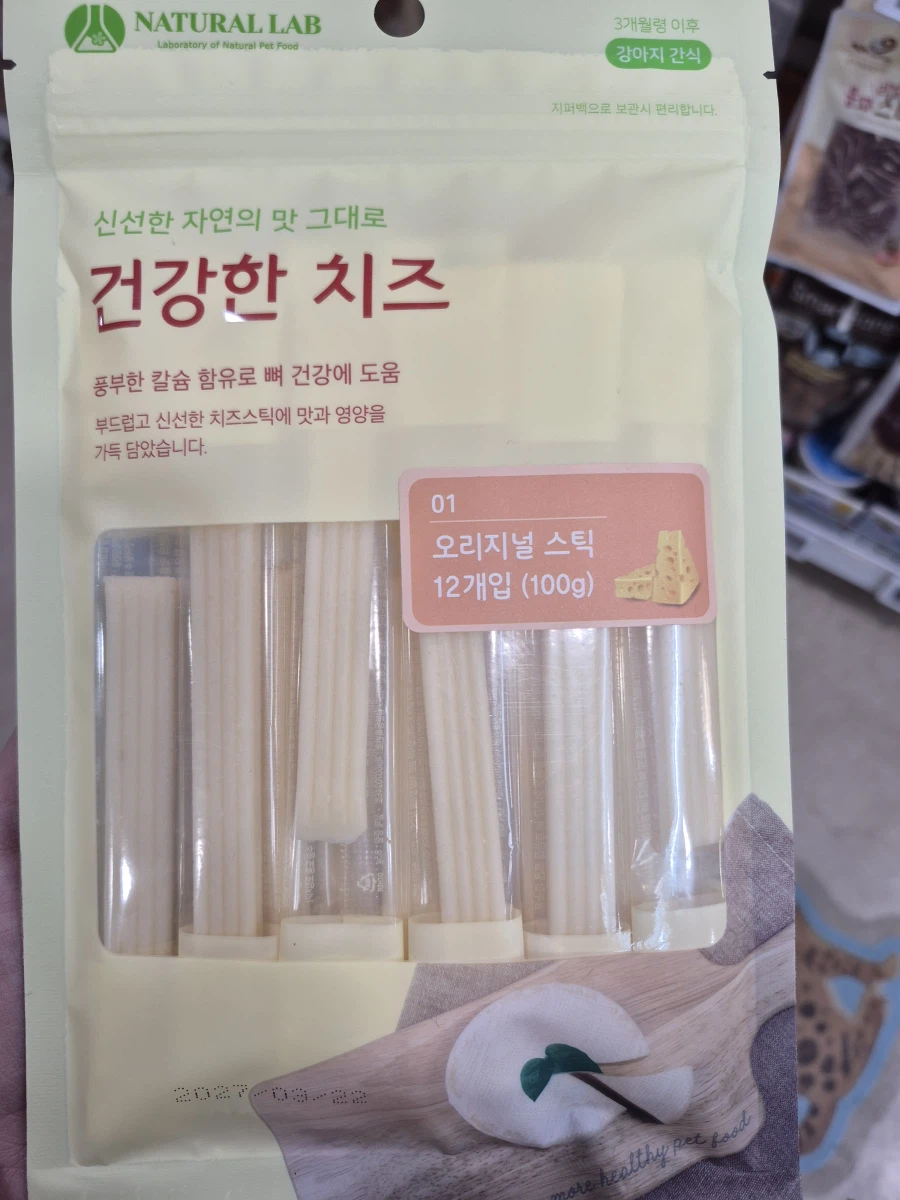 NATURAL LAB
Laboratory of Natural Pet Food
3개월령 이후
강아지 간식
지퍼백으로 보관시 편리합니다.
신선한 자연의 맛 그대로
건강한 치즈
풍부한 칼슘 함유로 뼈 건강에 도움
부드럽고 신선한 치즈스틱에 맛과 영양을
가득 담았습니다.
01
오리지널 스틱
12개입 (100g)
2027/03/22
more healthy pet food